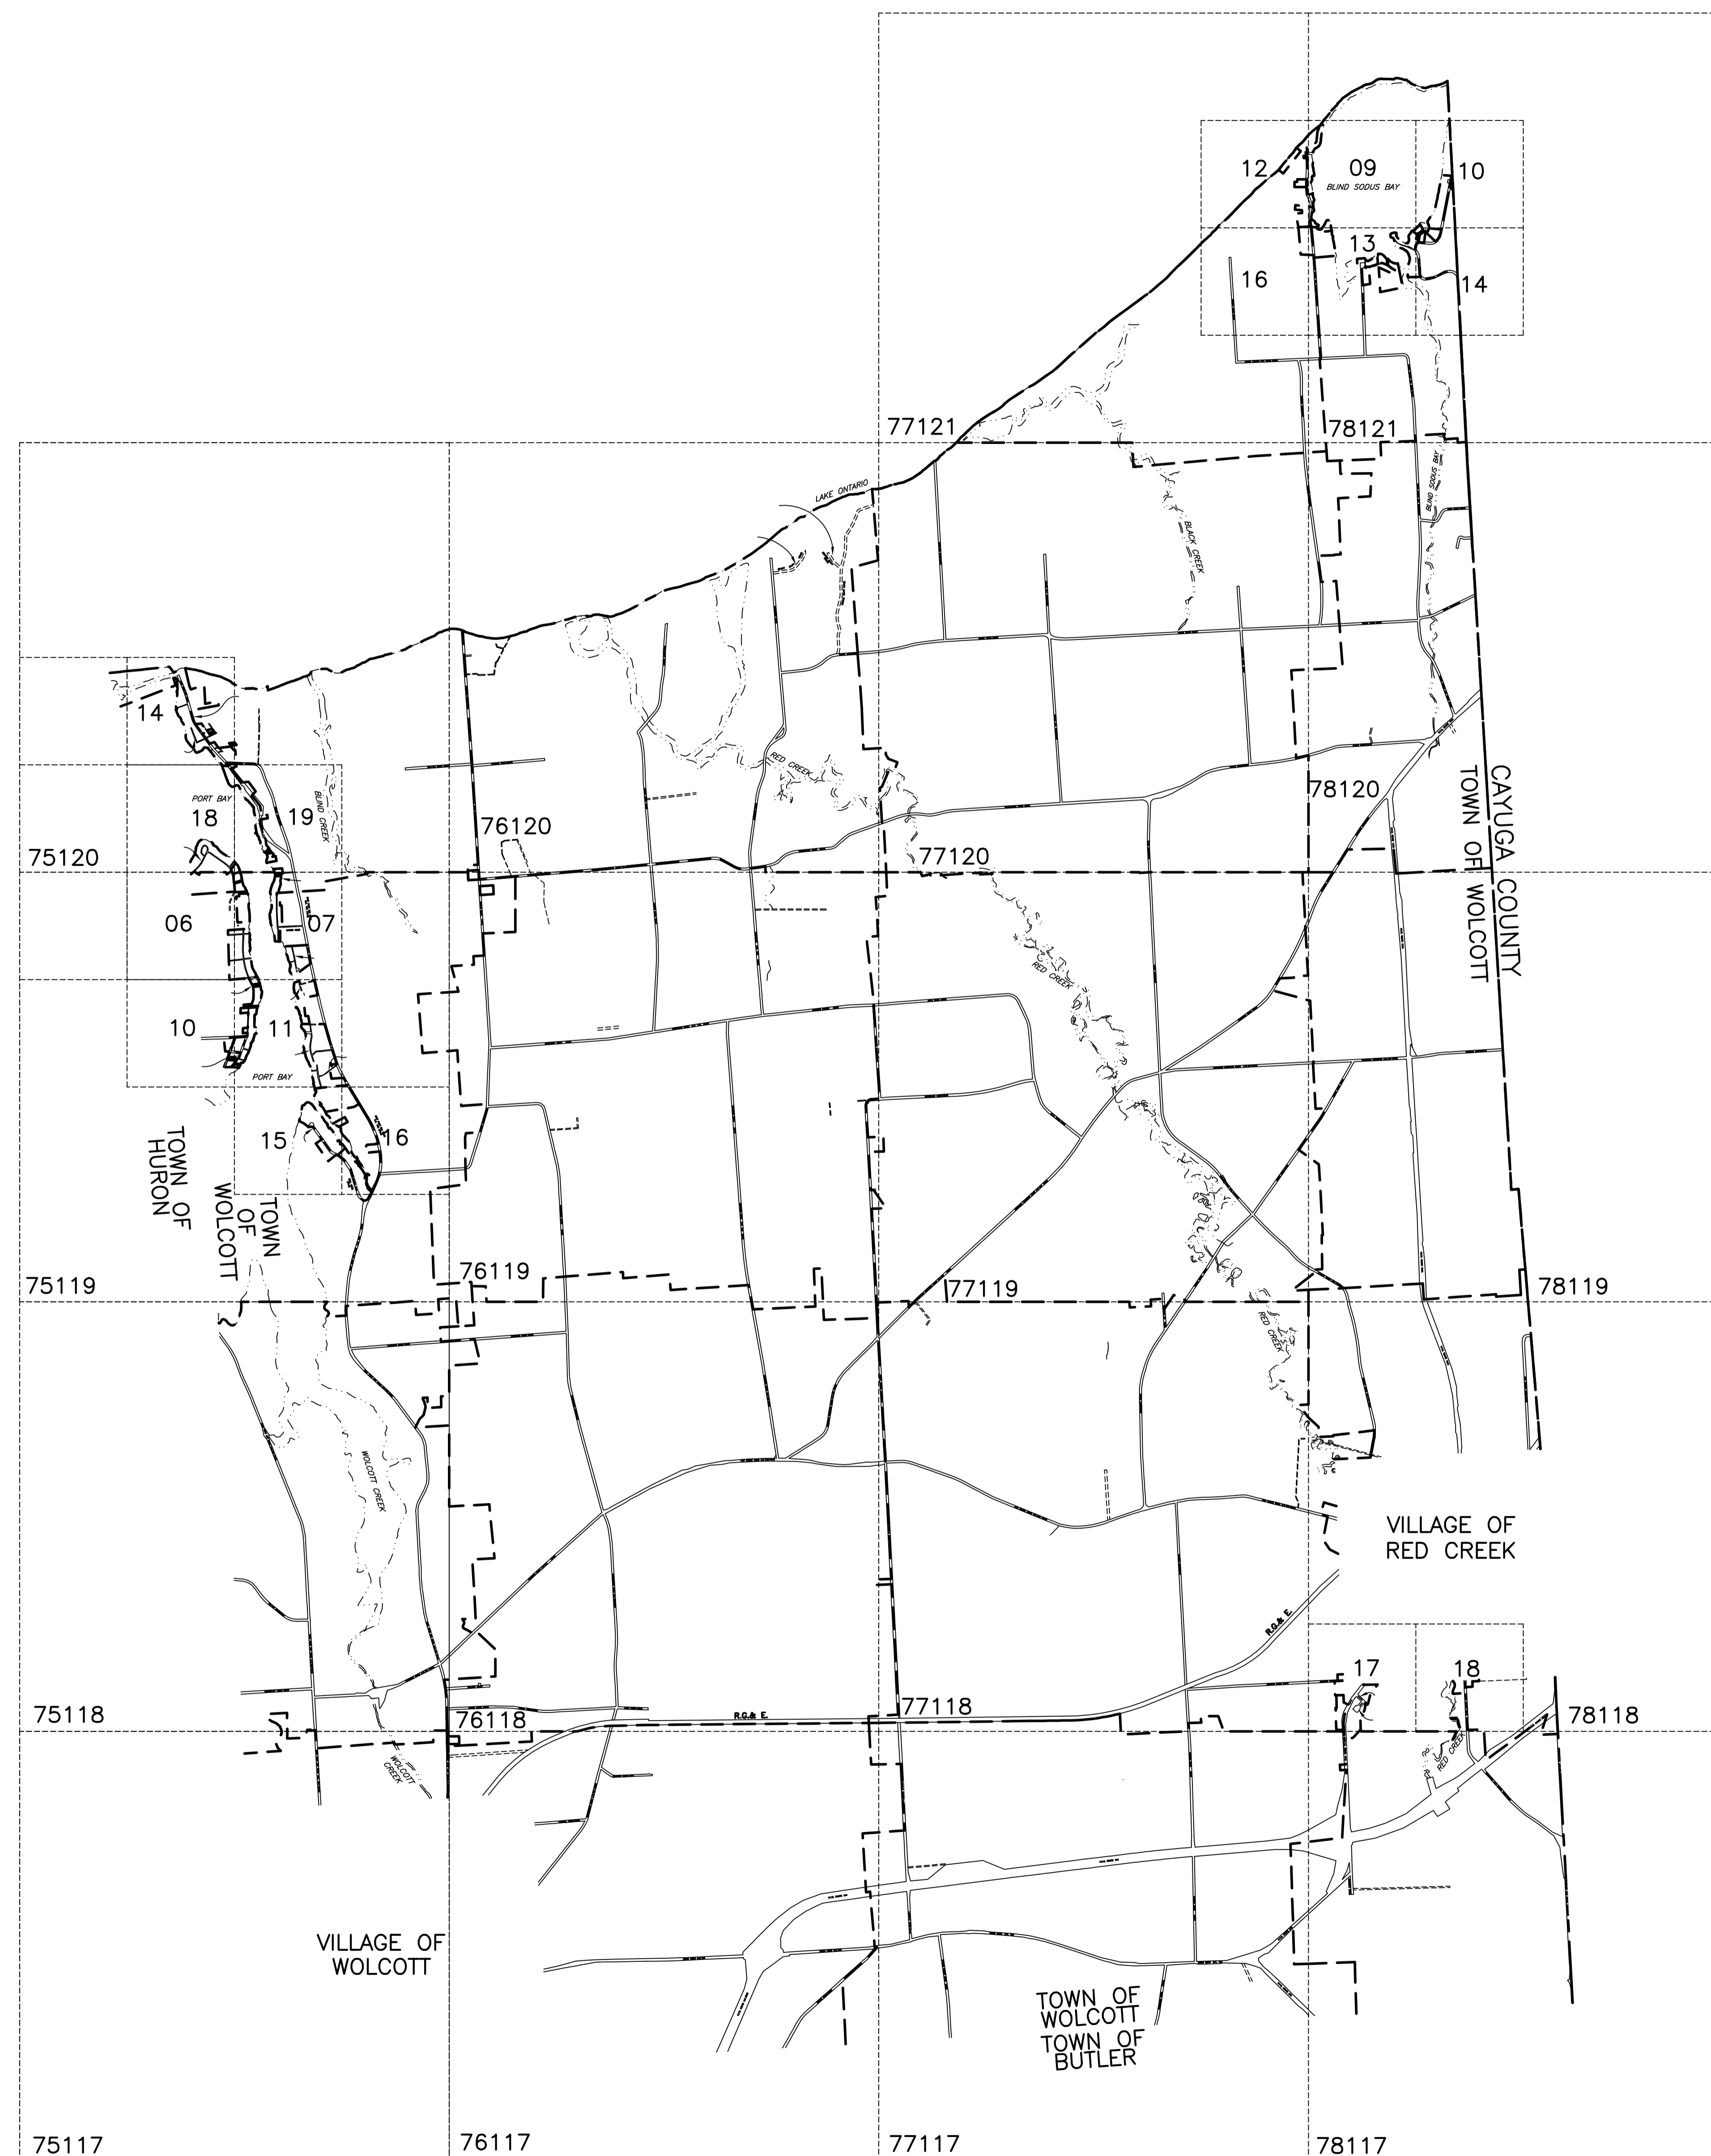 12
09
10
BLIND SODUS BAY
13
16
14
77121
78121
BLIND SODUS BAY
LAKE ONTARIO
BLACK CREEK
14
RED CREEK
PORT BAY
BLIND CREEK
18
19
76120
78120
CAYUGA COUNTY
TOWN OF WOLCOTT
75120
77120
06
07
RED CREEK
10
11
PORT BAY
15
16
TOWN OF
HURON
TOWN
OF
WOLCOTT
75119
76119
77119
78119
RED CREEK
WOLCOTT CREEK
VILLAGE OF
RED CREEK
R.G.& E.
17
18
75118
76118
R.G.& E.
77118
78118
RED CREEK
WOLCOTT
CREEK
VILLAGE OF
WOLCOTT
TOWN OF
WOLCOTT
TOWN OF
BUTLER
75117
76117
77117
78117